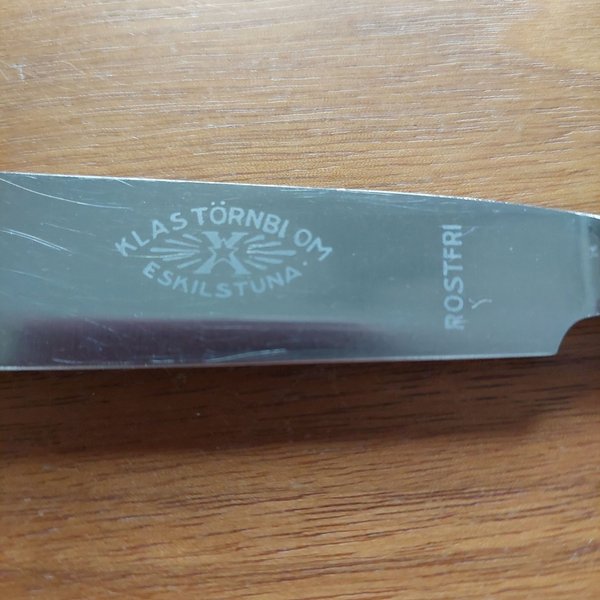 KLAS TÖRNBLOM
X
ESKILSTUNA
ROSTFRI